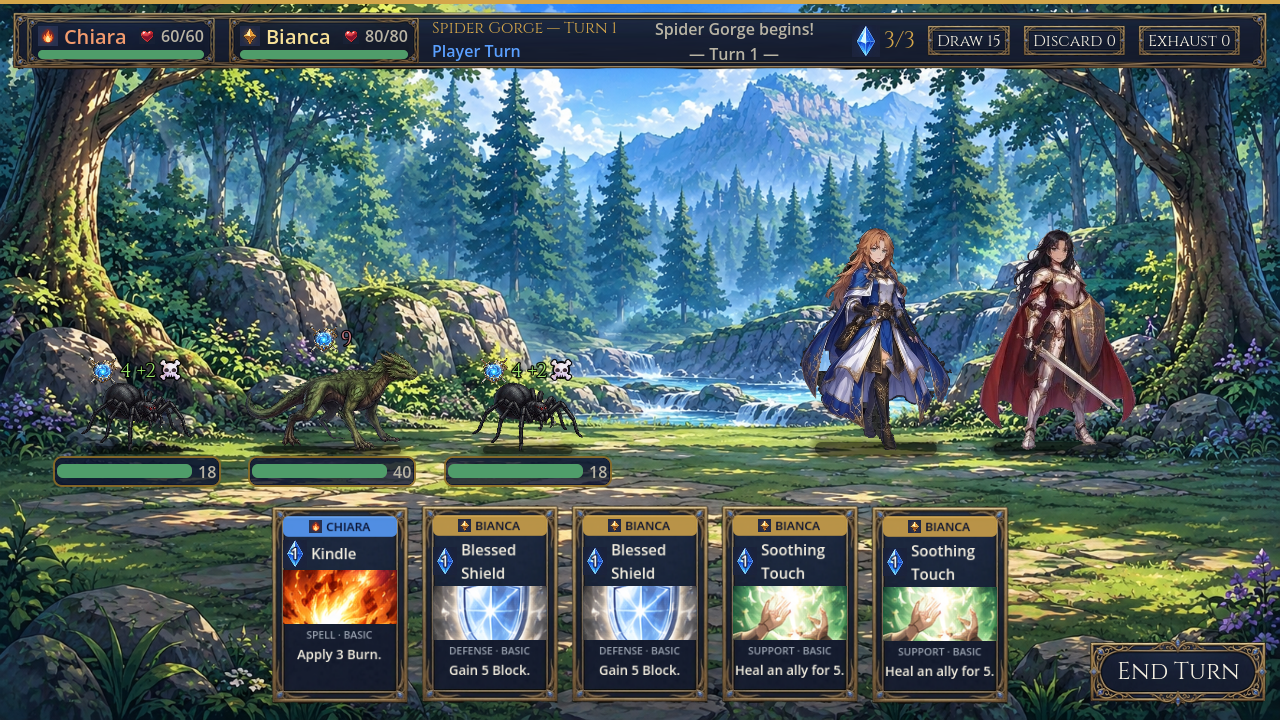 Chiara 60/60
Bianca 80/80
SPIDER GORGE — TURN 1
Player Turn
Spider Gorge begins!
— Turn 1 —
3/3
DRAW 15
DISCARD 0
EXHAUST 0
4 +2
9
4 +2
18
40
18
CHIARA
1 Kindle
SPELL · BASIC
Apply 3 Burn.
BIANCA
1 Blessed
Shield
DEFENSE · BASIC
Gain 5 Block.
BIANCA
1 Blessed
Shield
DEFENSE · BASIC
Gain 5 Block.
BIANCA
1 Soothing
Touch
SUPPORT · BASIC
Heal an ally for 5.
BIANCA
1 Soothing
Touch
SUPPORT · BASIC
Heal an ally for 5.
END TURN